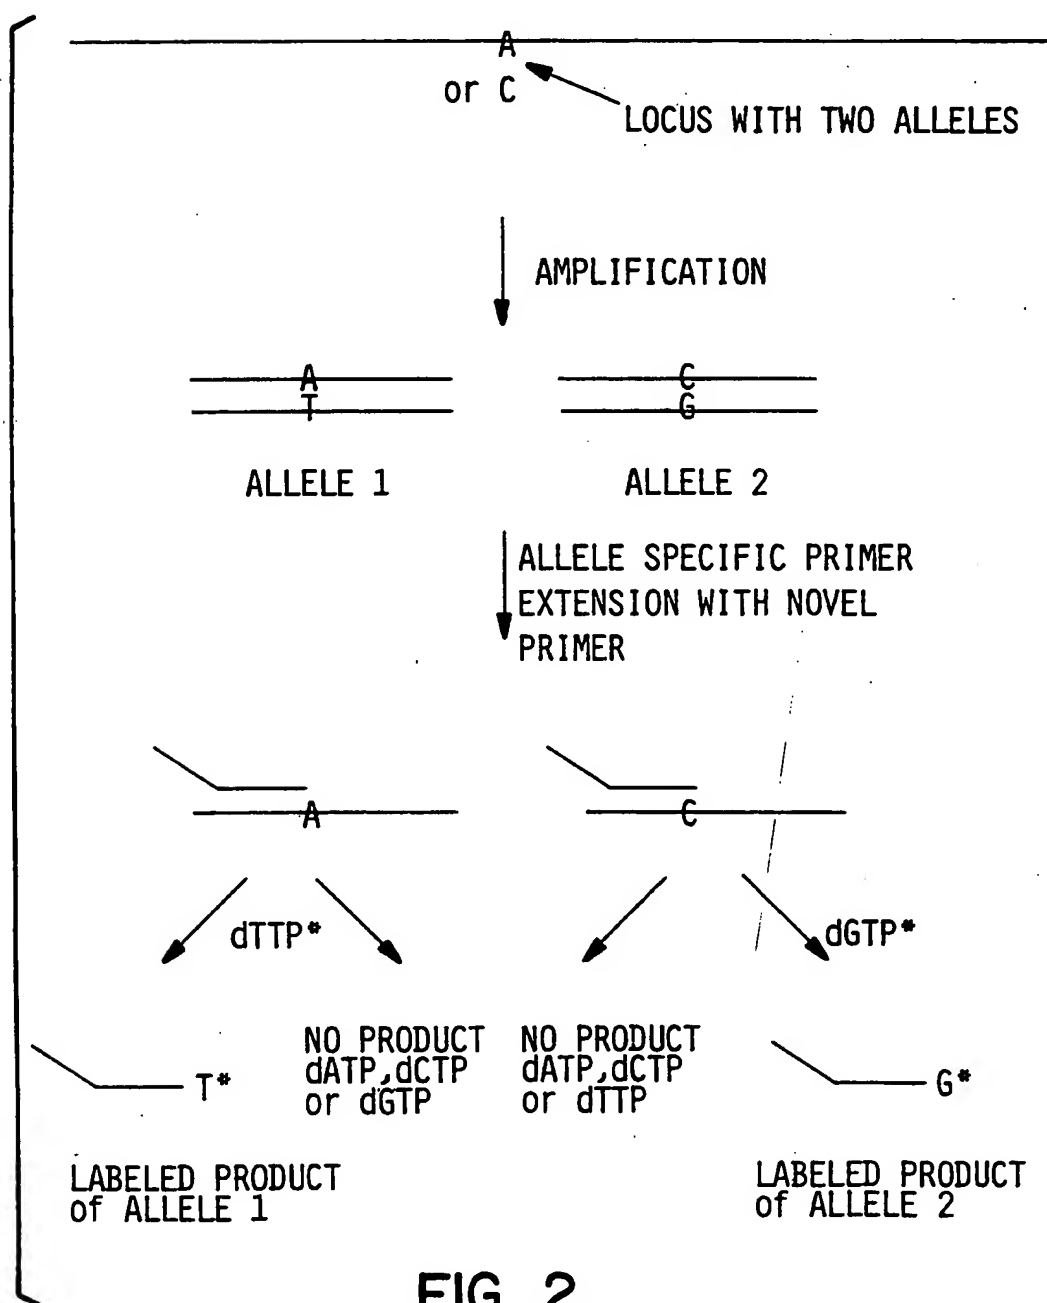 A
or C
LOCUS WITH TWO ALLELES
AMPLIFICATION
A
T
C
G
ALLELE 1
ALLELE 2
ALLELE SPECIFIC PRIMER
EXTENSION WITH NOVEL
PRIMER
A
C
dTTP*
dGTP*
NO PRODUCT
dATP,dCTP
or dGTP
NO PRODUCT
dATP,dCTP
or dTTP
T*
G*
LABELED PRODUCT
of ALLELE 1
LABELED PRODUCT
of ALLELE 2
FIG. 2